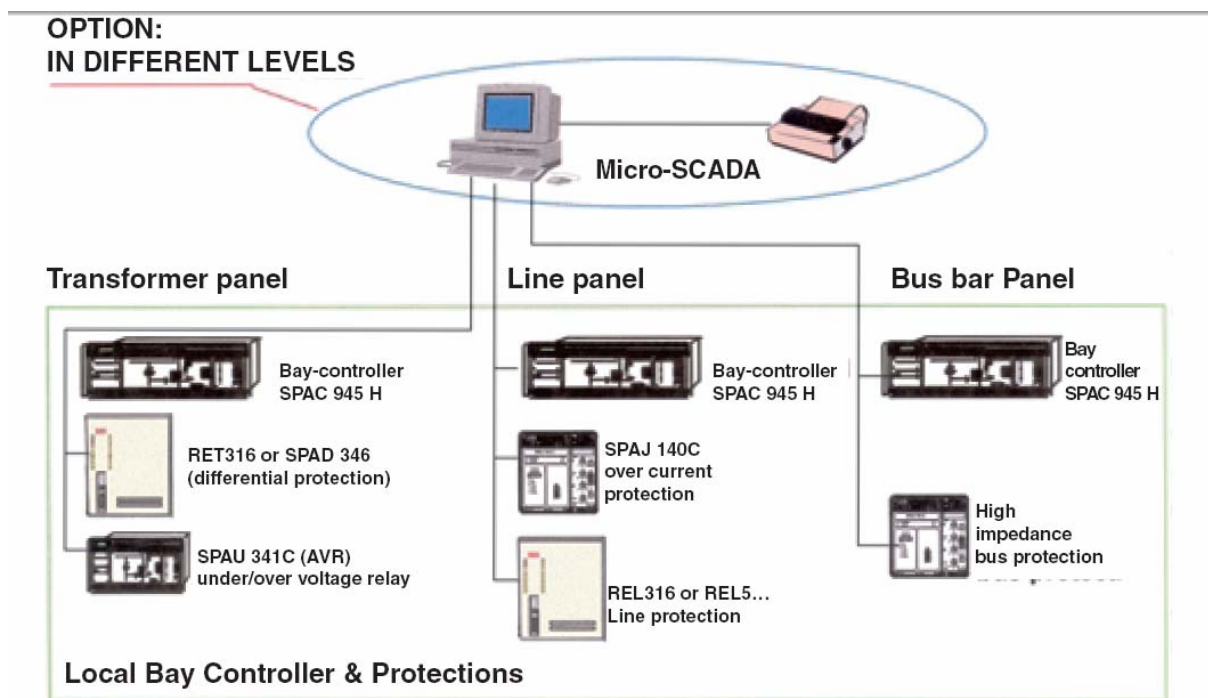 OPTION:
IN DIFFERENT LEVELS
Micro-SCADA
Transformer panel
Line panel
Bus bar Panel
Bay-controller
SPAC 945 H
RET316 or SPAD 346
(differential protection)
SPAU 341C (AVR)
under/over voltage relay
Bay-controller
SPAC 945 H
SPAJ 140C
over current
protection
REL316 or REL5...
Line protection
Bay
controller
SPAC 945 H
High
impedance
bus protection
Local Bay Controller & Protections